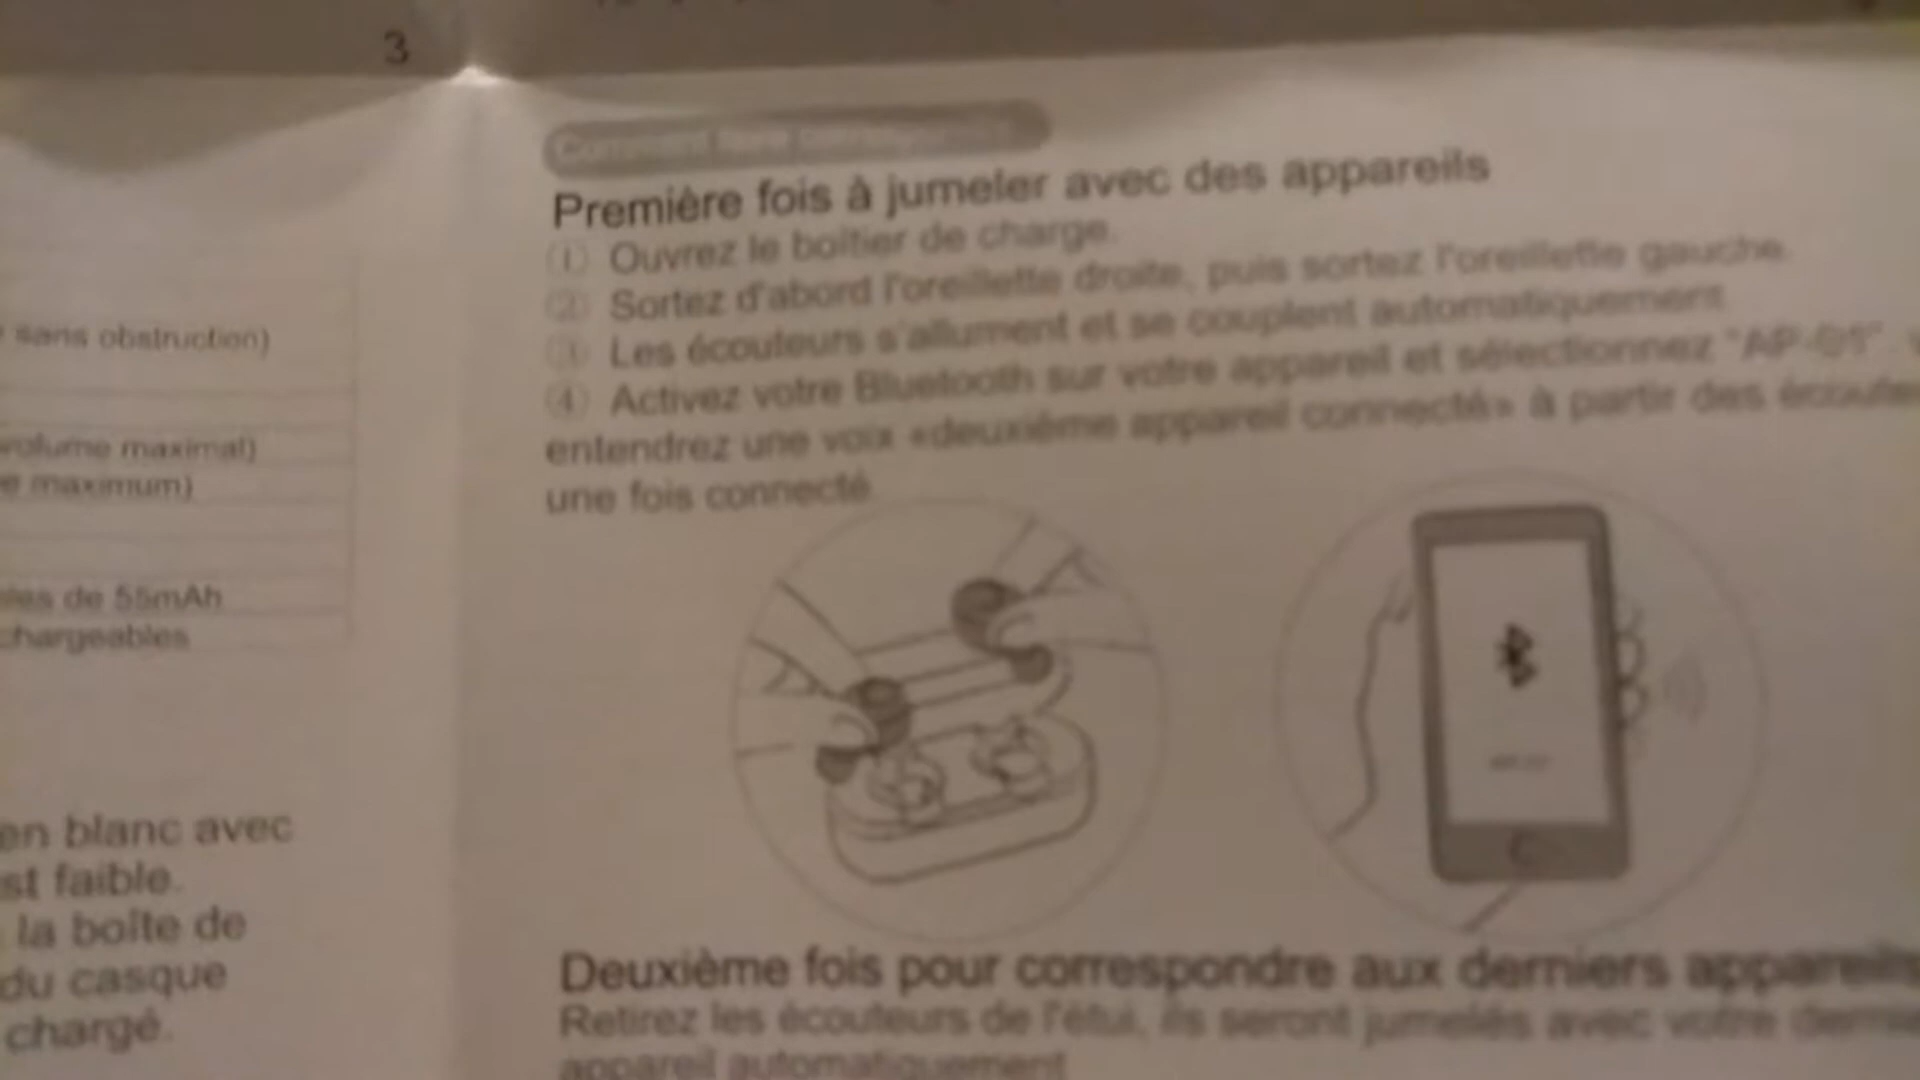 3
sans obstruction)
volume maximal)
maximum)
de 55mAh
en blanc avec
st faible.
la boîte de
du casque
chargé.
Comment faire
Première fois à jumeler avec des appareils
① Ouvrez le boîtier de charge.
② Sortez d'abord l'oreillette droite, puis sortez l'oreillette gauche.
③ Les écouteurs s'allument et se couplent automatiquement
④ Activez votre Bluetooth sur votre appareil et sélectionnez
entendrez une voix «deuxième appareil connecté» à partir des
une fois connecté
Deuxième fois pour correspondre aux derniers appareils
Retirez les écouteurs de l'étui, ils seront jumelés avec votre
appareil automatiquement